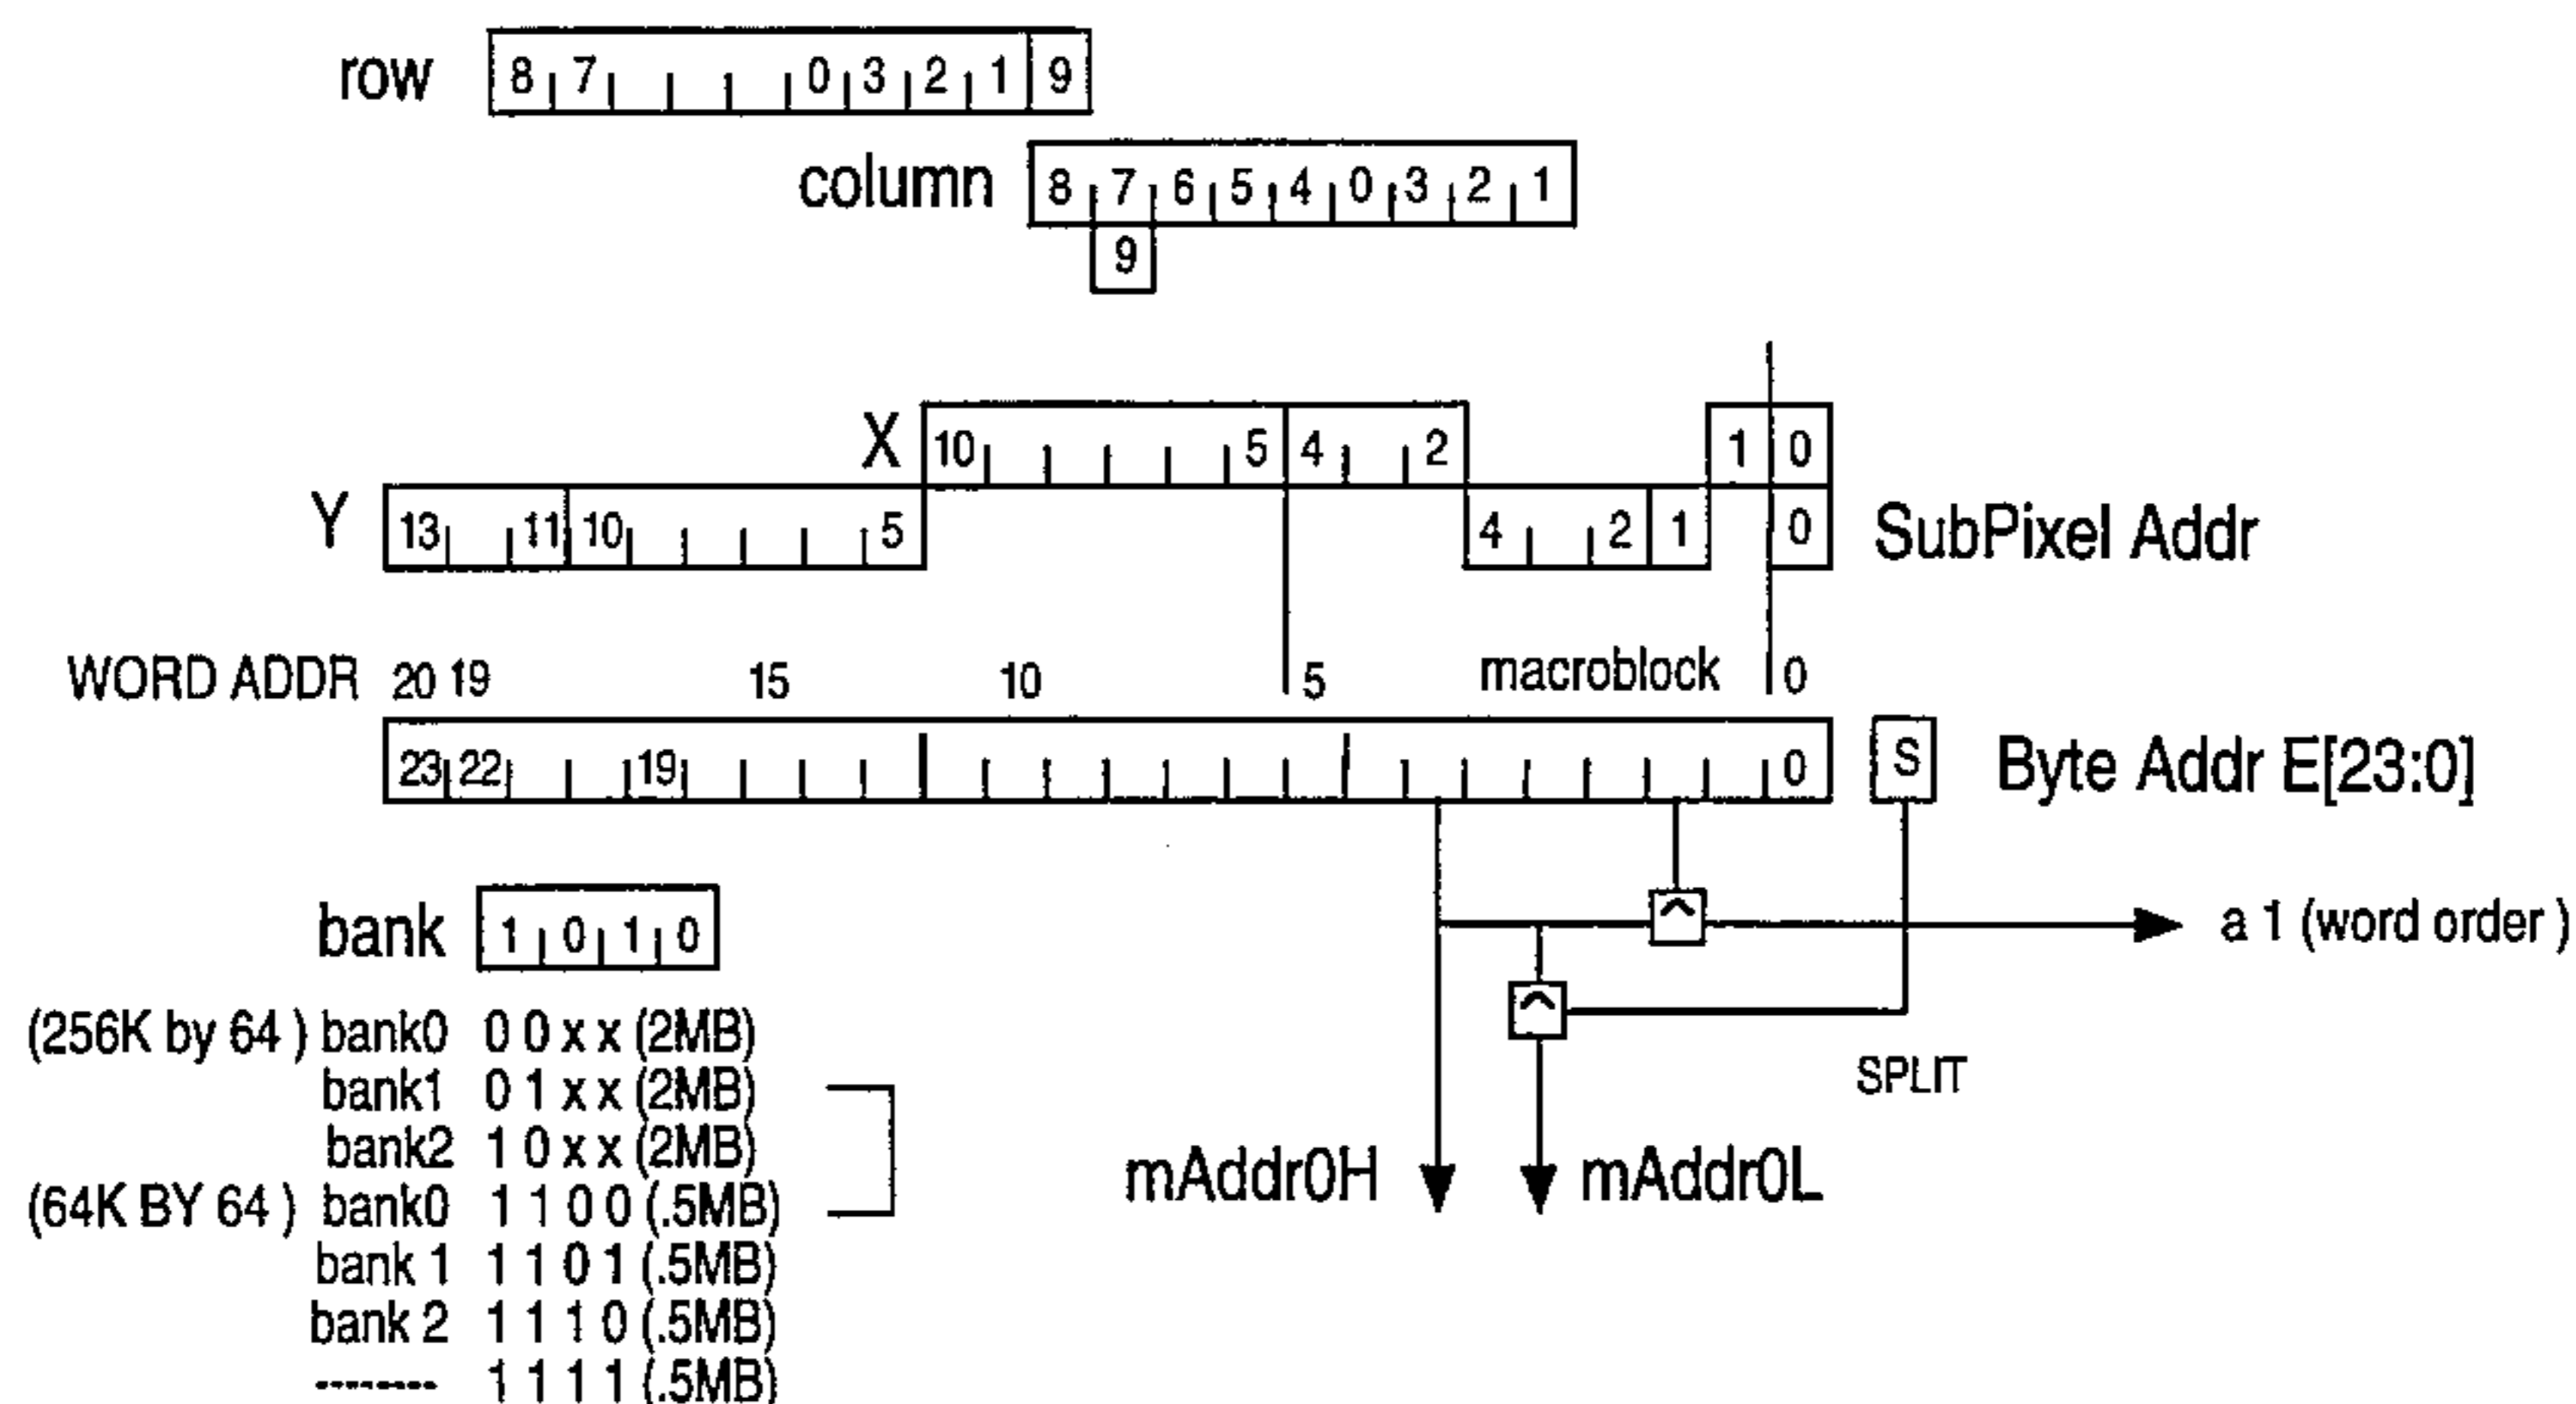 row 8 7 0 3 2 1 9
column 8 7 6 5 4 0 3 2 1
9
X 10 5 4 2 1 0
Y 13 11 10 5 4 2 1 0 SubPixel Addr
WORD ADDR 20 19 15 10 5 macroblock 0
23 22 19 0 S Byte Addr E[23:0]
bank 1 0 1 0
^ a 1 (word order )
(256K by 64 ) bank0 0 0 x x (2MB)
^
bank1 0 1 x x (2MB)
SPLIT
bank2 1 0 x x (2MB)
(64K BY 64 ) bank0 1 1 0 0 (.5MB)
mAddr0H mAddr0L
bank 1 1 1 0 1 (.5MB)
bank 2 1 1 1 0 (.5MB)
-------- 1 1 1 1 (.5MB)